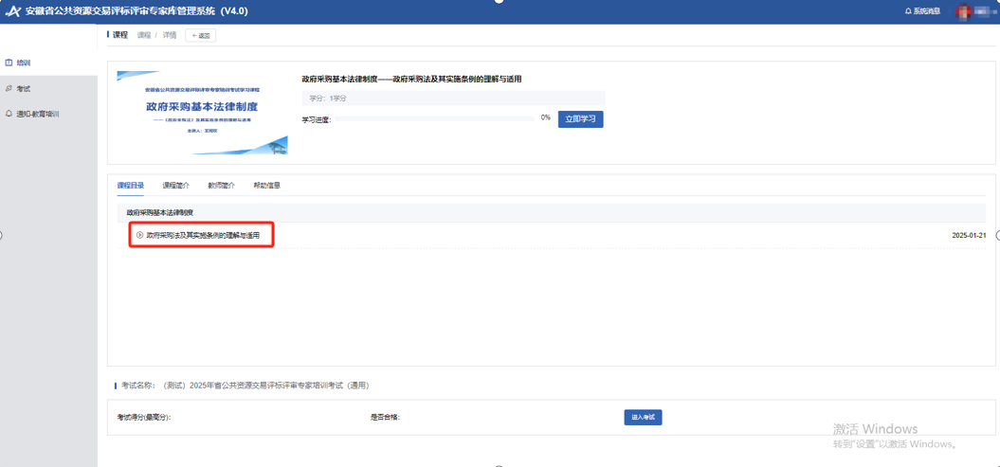 安徽省公共资源交易评标评审专家库管理系统（V4.0）
系统消息
课程 课程 / 详情 ←返回
培训
考试
通知-教育培训
安徽省公共资源交易评标评审专家培训考试学习课程
政府采购基本法律制度
——《政府采购法》及其实施条例的理解与适用
主讲人：
政府采购基本法律制度——政府采购法及其实施条例的理解与适用
学分：1学分
学习进度： 0% 立即学习
课程目录 课程简介 教师简介 帮助信息
政府采购基本法律制度
政府采购法及其实施条例的理解与适用 2025-01-21
考试名称：（测试）2025年省公共资源交易评标评审专家培训考试（通用）
考试得分(最高分)： 是否合格： 进入考试
激活 Windows
转到"设置"以激活 Windows。